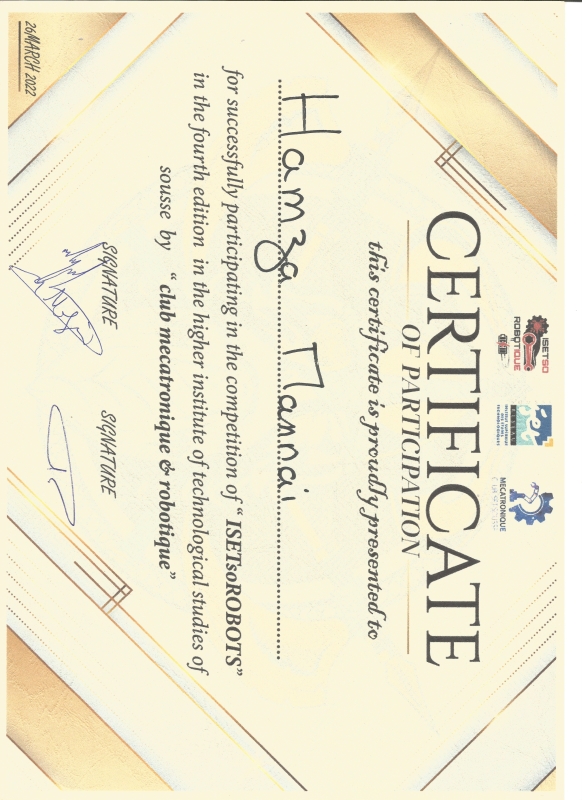 ISETSO
ROBOTIQUE
iset
INSTITUT SUPERIEUR
DES ETUDES
TECHNOLOGIQUES
MECATRONIQUE
CERTIFICATE
OF PARTICIPATION
this certificate is proudly presented to
Hamza Mannai
for successfully participating in the competition of “ ISETsoROBOTS”
in the fourth edition in the higher institute of technological studies of
sousse by “ club mecatronique & robotique”
SIGNATURE SIGNATURE
26MARCH 2022